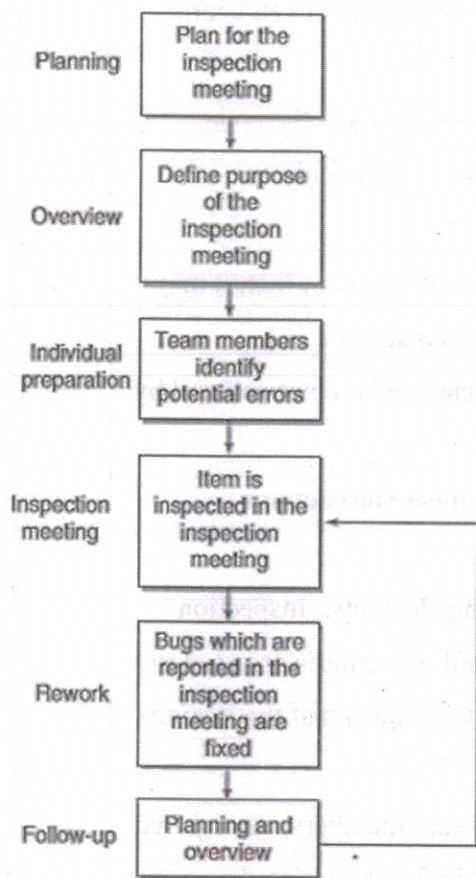 Planning
Plan for the
inspection
meeting
Overview
Define purpose
of the
inspection
meeting
Individual
preparation
Team members
identify
potential errors
Inspection
meeting
Item is
inspected in the
inspection
meeting
Rework
Bugs which are
reported in the
inspection
meeting are
fixed
Follow-up
Planning and
overview